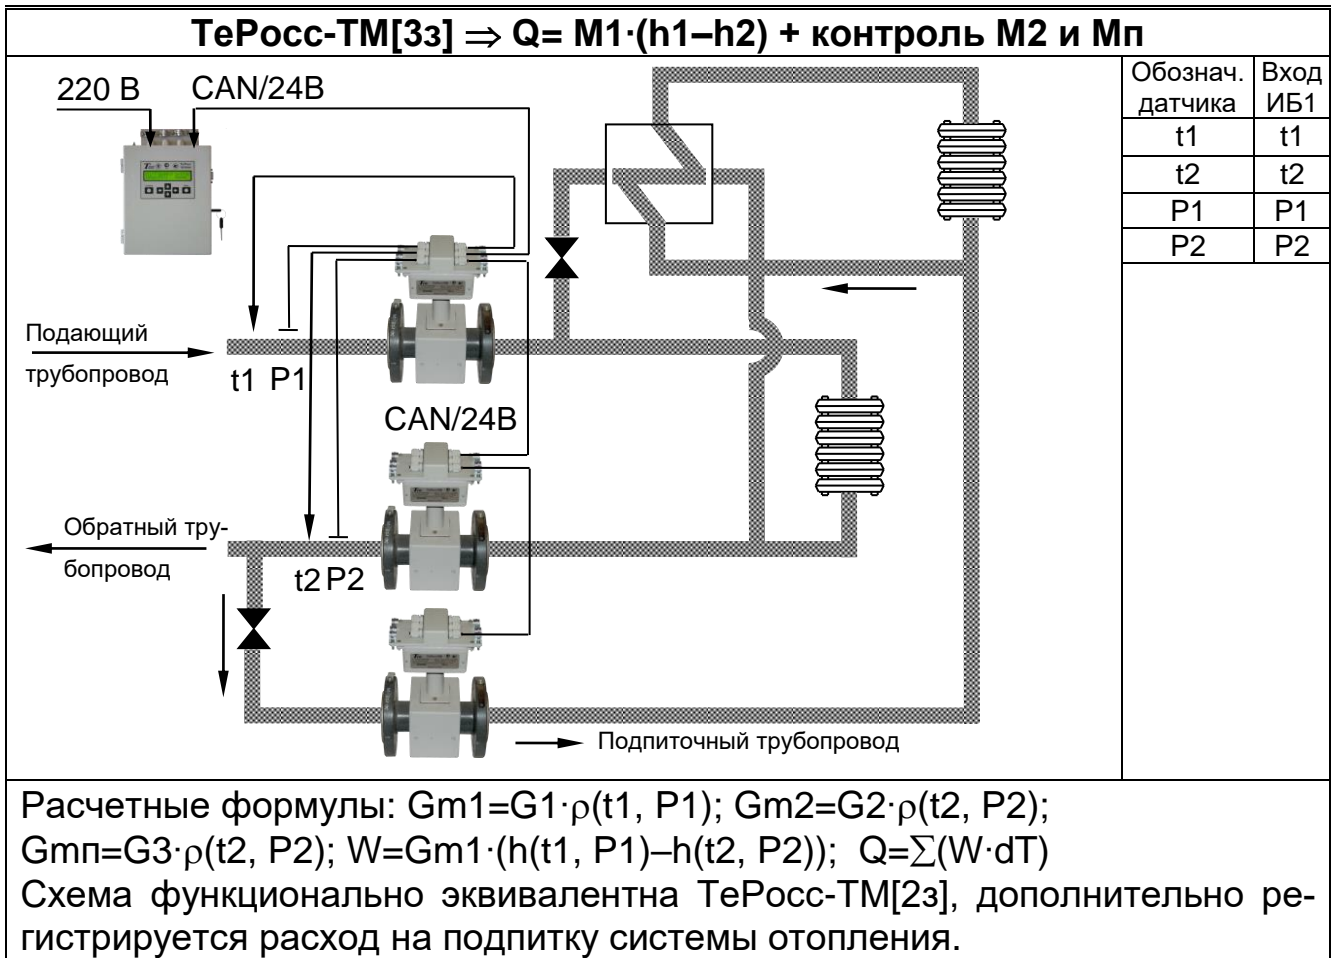 ТеРосс-ТМ[3з] ⇒ Q= M1·(h1–h2) + контроль М2 и Мп
220 В
CAN/24В
Обознач. датчика
Вход ИБ1
t1 t1
t2 t2
P1 P1
P2 P2
Подающий
трубопровод
t1 P1
CAN/24В
Обратный тру-
бопровод
t2 P2
Подпиточный трубопровод
Расчетные формулы: Gm1=G1·ρ(t1, P1); Gm2=G2·ρ(t2, P2);
Gmп=G3·ρ(t2, P2); W=Gm1·(h(t1, P1)–h(t2, P2)); Q=∑(W·dT)
Схема функционально эквивалентна ТеРосс-ТМ[2з], дополнительно ре-
гистрируется расход на подпитку системы отопления.